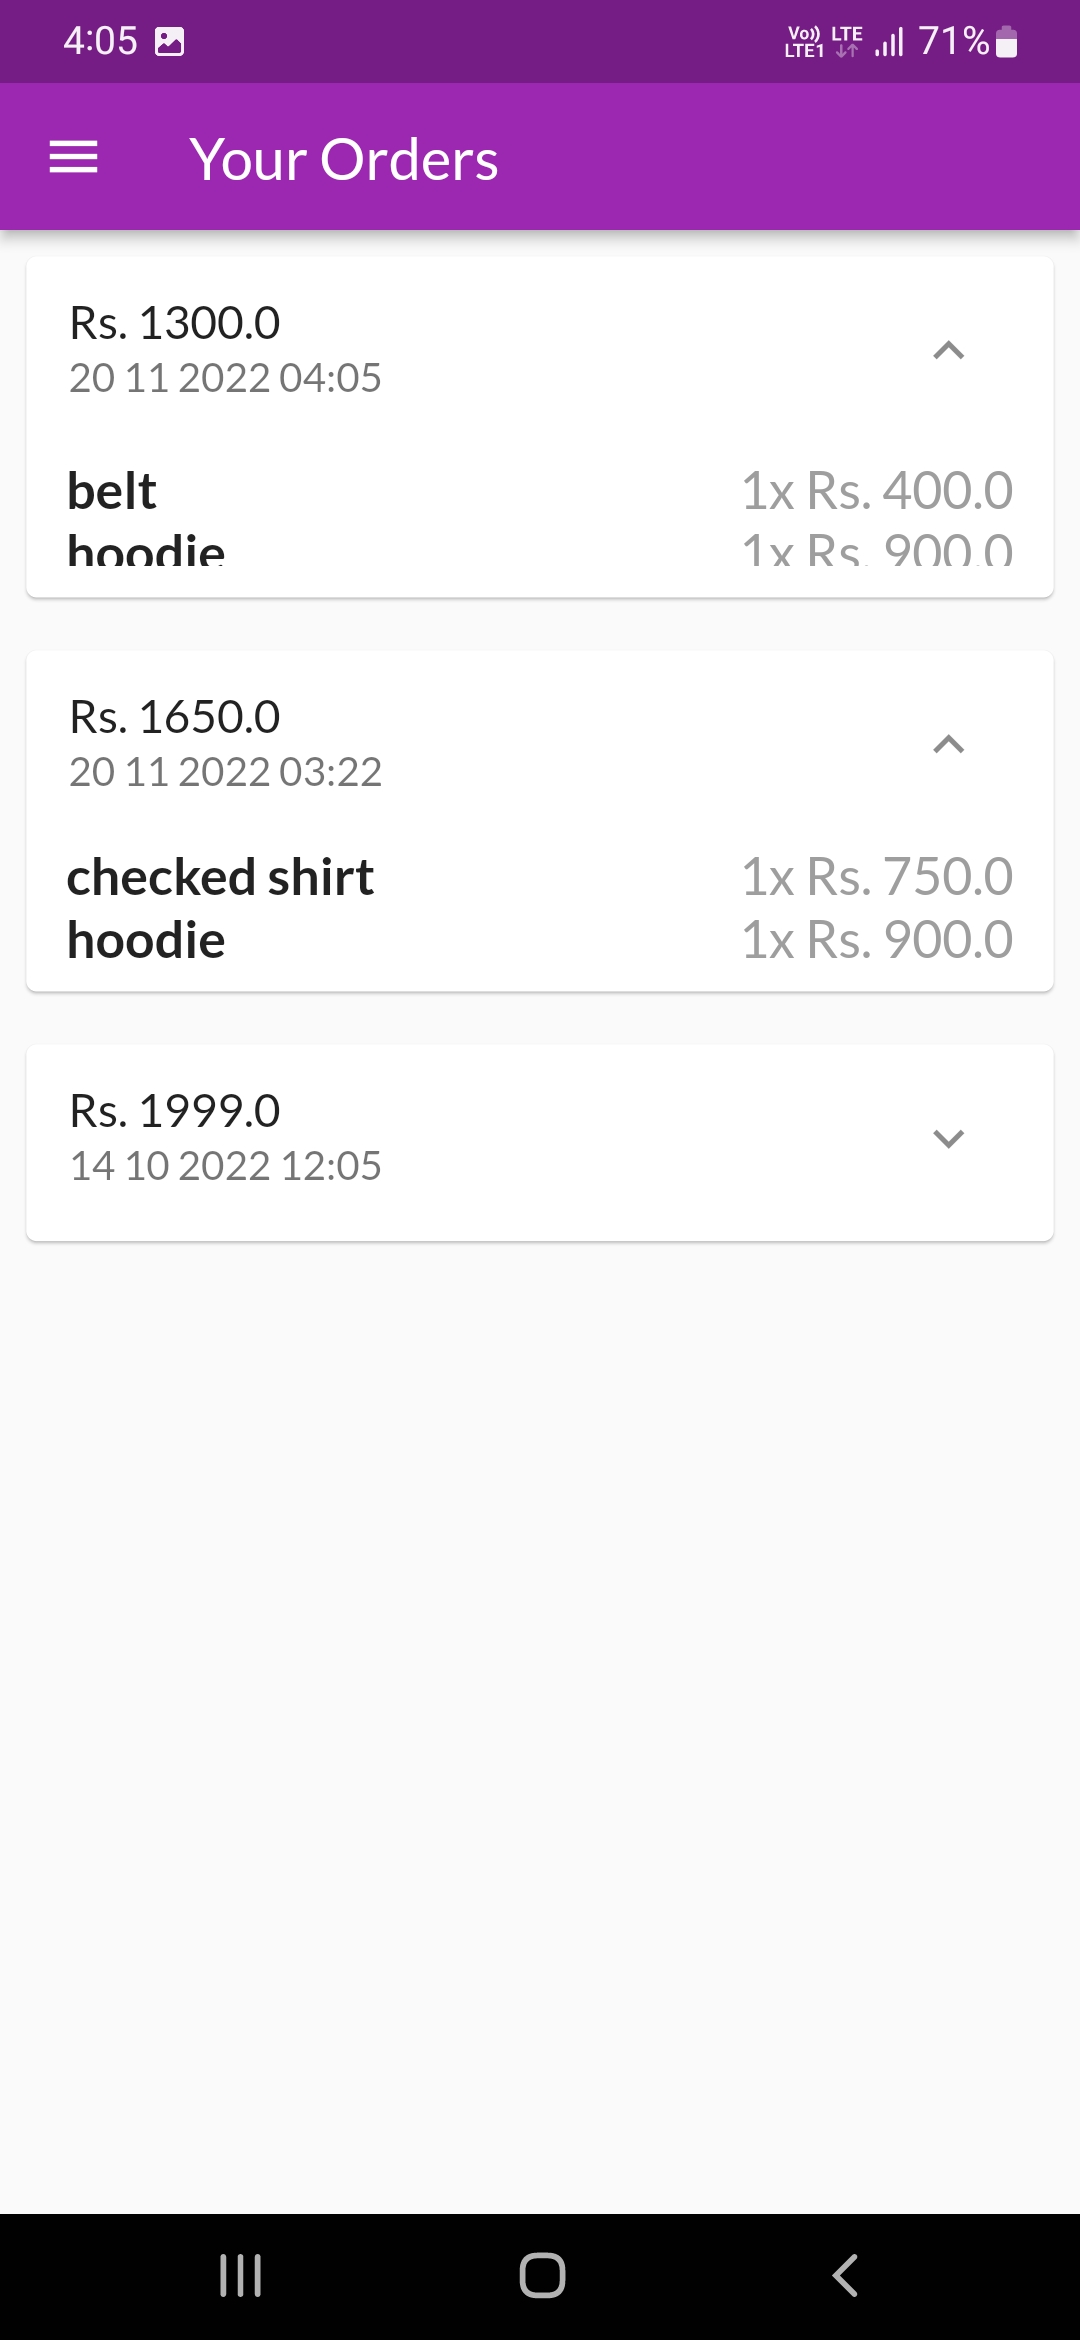 4:05 Vo)) LTE 71%
LTE1
Your Orders
Rs. 1300.0
20 11 2022 04:05
belt 1x Rs. 400.0
hoodie 1x Rs. 900.0
Rs. 1650.0
20 11 2022 03:22
checked shirt 1x Rs. 750.0
hoodie 1x Rs. 900.0
Rs. 1999.0
14 10 2022 12:05